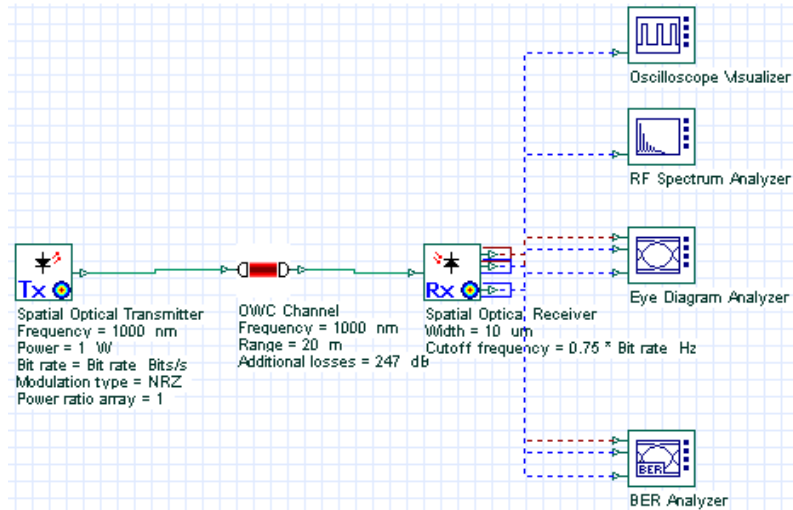 Oscilloscope Visualizer
RF Spectrum Analyzer
Eye Diagram Analyzer
Tx
Spatial Optical Transmitter
Frequency = 1000 nm
Power = 1 W
Bit rate = Bit rate Bits/s
Modulation type = NRZ
Power ratio array = 1
OWC Channel
Frequency = 1000 nm
Range = 20 m
Additional losses = 247 dB
Rx
Spatial Optical Receiver
Width = 10 um
Cutoff frequency = 0.75 * Bit rate Hz
BER
BER Analyzer